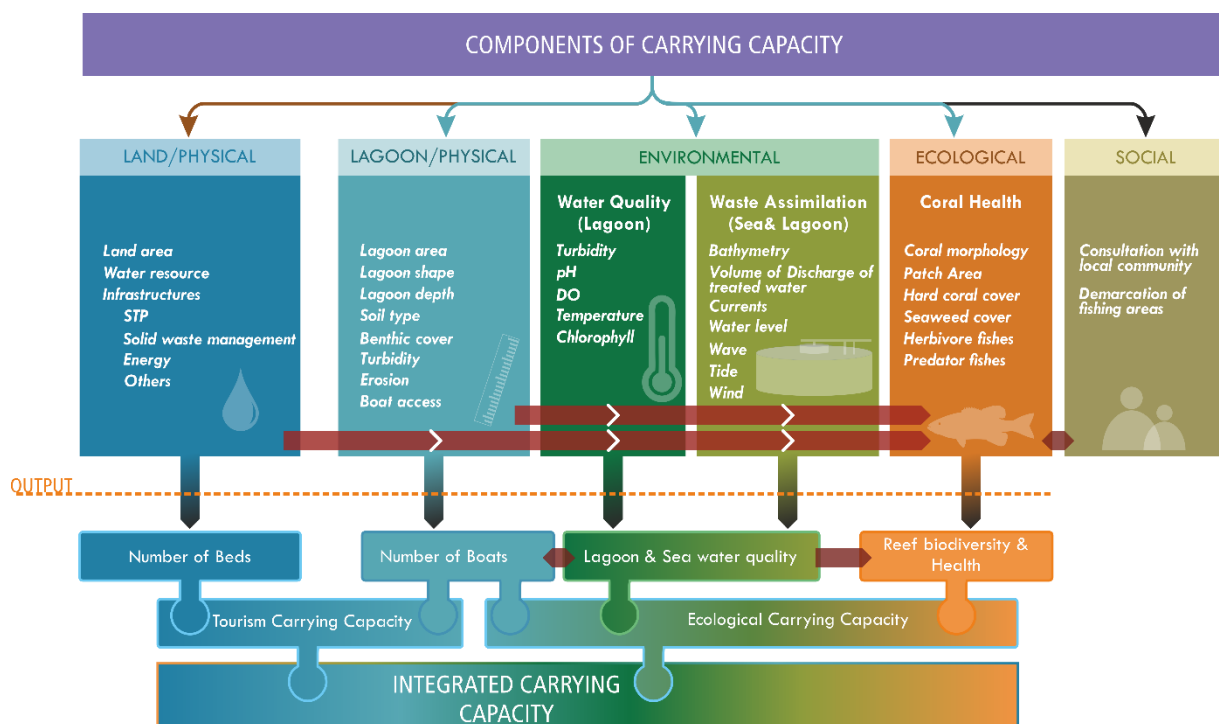 COMPONENTS OF CARRYING CAPACITY
LAND/PHYSICAL
Land area
Water resource
Infrastructures
STP
Solid waste management
Energy
Others
LAGOON/PHYSICAL
Lagoon area
Lagoon shape
Lagoon depth
Soil type
Benthic cover
Turbidity
Erosion
Boat access
ENVIRONMENTAL
Water Quality
(Lagoon)
Turbidity
pH
DO
Temperature
Chlorophyll
Waste Assimilation
(Sea& Lagoon)
Bathymetry
Volume of Discharge of
treated water
Currents
Water level
Wave
Tide
Wind
ECOLOGICAL
Coral Health
Coral morphology
Patch Area
Hard coral cover
Seaweed cover
Herbivore fishes
Predator fishes
SOCIAL
Consultation with
local community
Demarcation of
fishing areas
OUTPUT
Number of Beds
Number of Boats
Lagoon & Sea water quality
Reef biodiversity &
Health
Tourism Carrying Capacity
Ecological Carrying Capacity
INTEGRATED CARRYING
CAPACITY